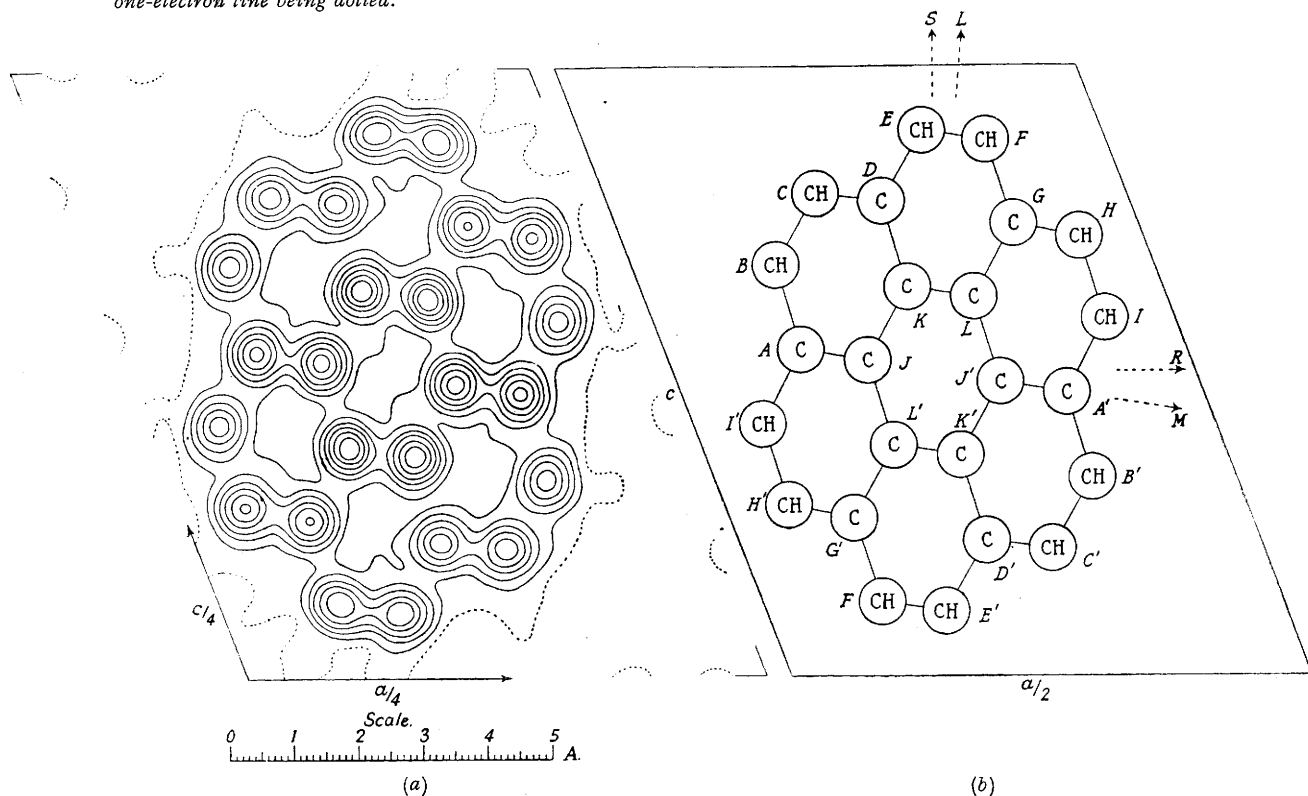 one-electron line being dotted.
S L
E CH CH F
D
C CH C G H
C CH
B CH
C C
K L
CH I
A C C J J' C C R
c
A'
M
I' CH L' K'
C C
CH B'
H' CH C
G' C CH
D' C'
F CH CH E'
c/4
a/4
a/2
Scale.
0 1 2 3 4 5
A.
(a) (b)